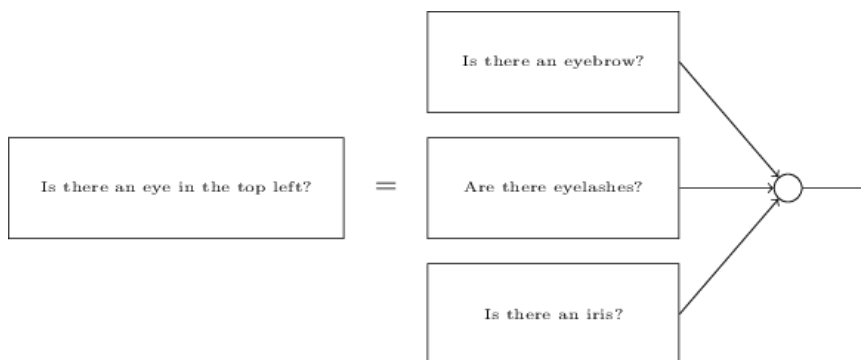 Is there an eyebrow?
Is there an eye in the top left?
=
Are there eyelashes?
Is there an iris?